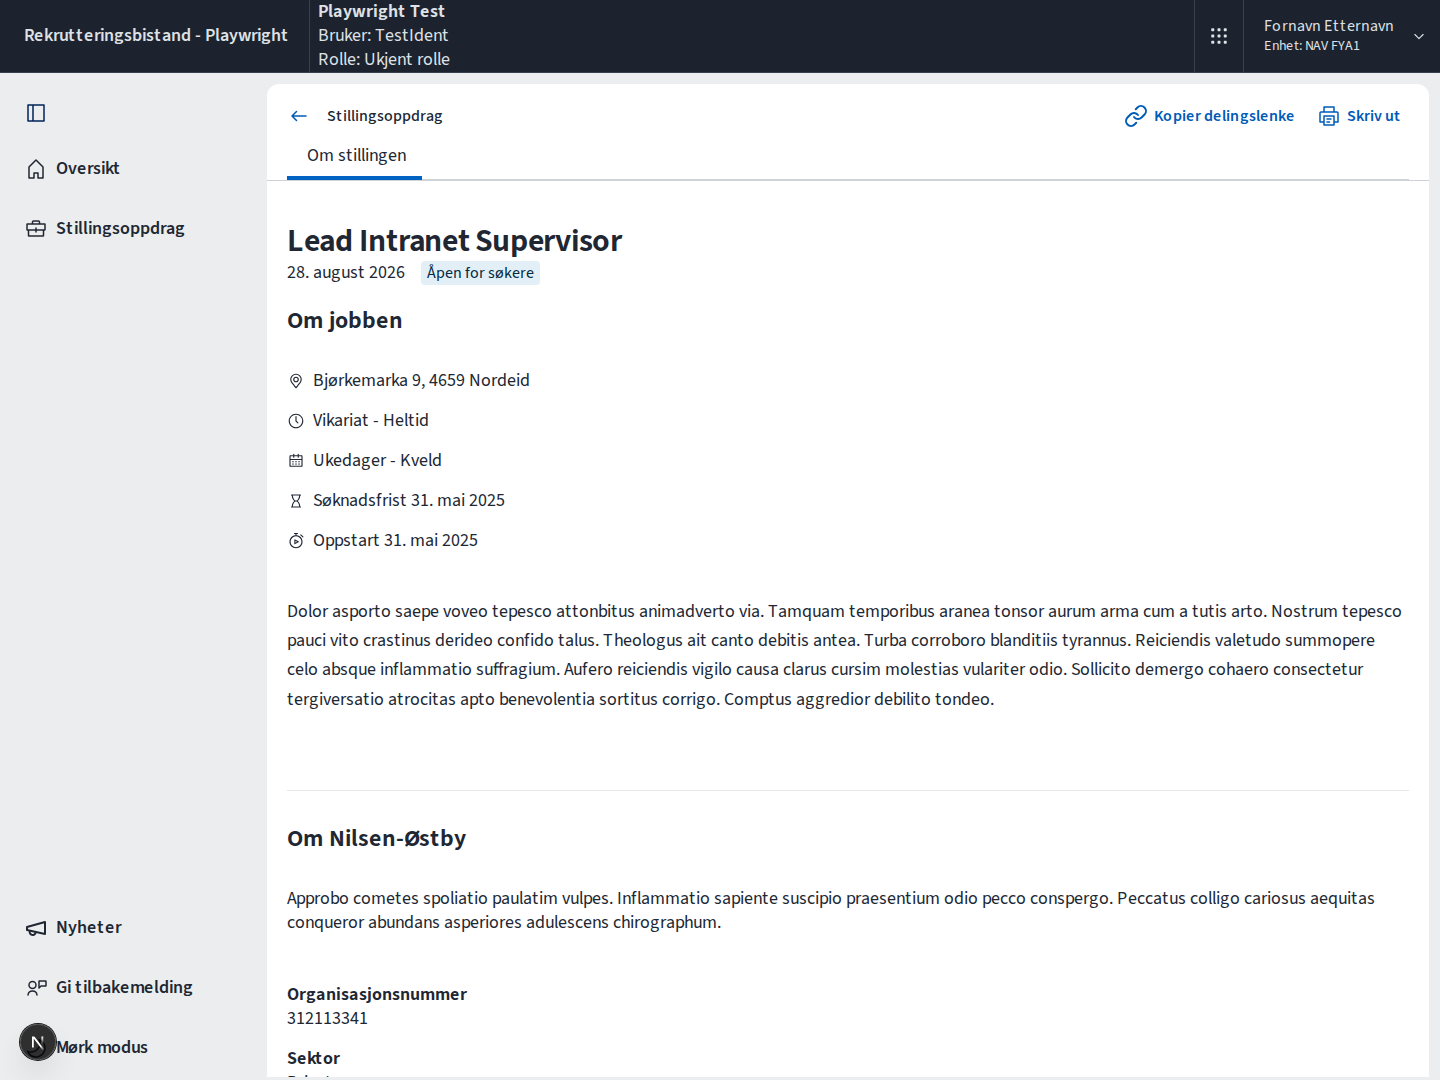 Rekrutteringsbistand - Playwright
Playwright Test
Bruker: TestIdent
Rolle: Ukjent rolle
Fornavn Etternavn
Enhet: NAV FYA1
Oversikt
Stillingsoppdrag
Nyheter
Gi tilbakemelding
N
Mørk modus
Stillingsoppdrag
Kopier delingslenke
Skriv ut
Om stillingen
Lead Intranet Supervisor
28. august 2026 Åpen for søkere
Om jobben
Bjørkemarka 9, 4659 Nordeid
Vikariat - Heltid
Ukedager - Kveld
Søknadsfrist 31. mai 2025
Oppstart 31. mai 2025
Dolor asporto saepe voveo tepesco attonbitus animadverto via. Tamquam temporibus aranea tonsor aurum arma cum a tutis arto. Nostrum tepesco
pauci vito crastinus derideo confido talus. Theologus ait canto debitis antea. Turba corroboro blanditiis tyrannus. Reiciendis valetudo summopere
celo absque inflammatio suffragium. Aufero reiciendis vigilo causa clarus cursim molestias vulariter odio. Sollicito demergo cohaero consectetur
tergiversatio atrocitas apto benevolentia sortitus corrigo. Comptus aggredior debilito tondeo.
Om Nilsen-Østby
Approbo cometes spoliatio paulatim vulpes. Inflammatio sapiente suscipio praesentium odio pecco conspergo. Peccatus colligo cariosus aequitas
conqueror abundans asperiores adulescens chirographum.
Organisasjonsnummer
312113341
Sektor